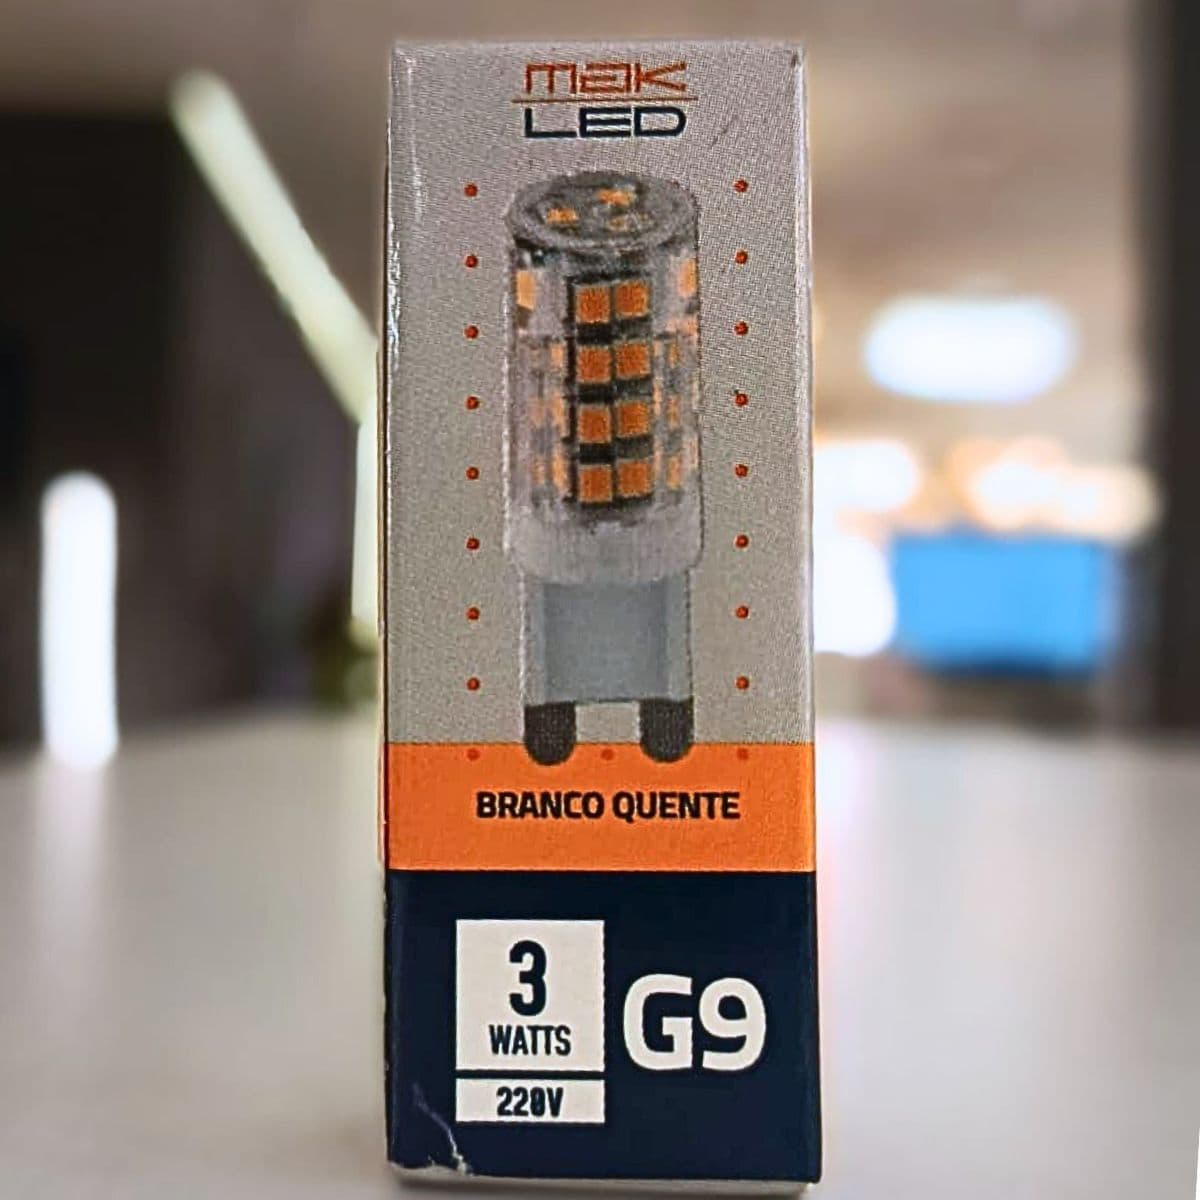 mak
LED
BRANCO QUENTE
3
WATTS
G9
220V